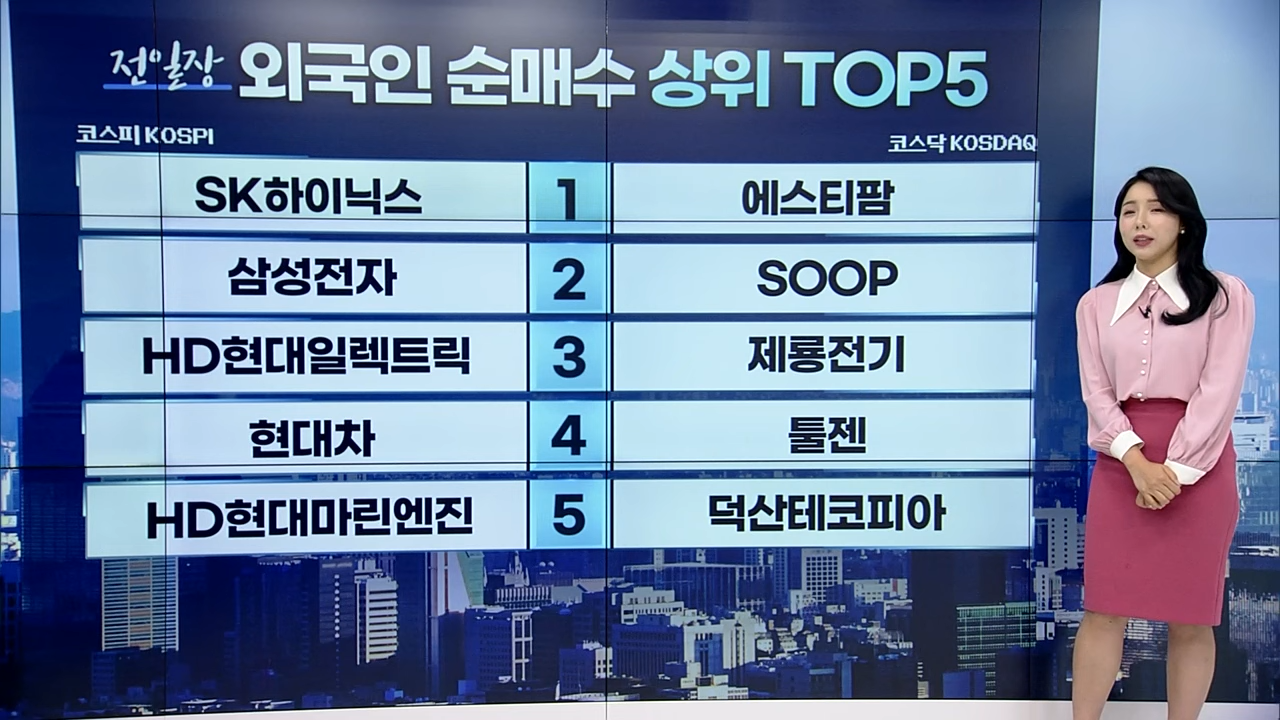 전일장 외국인 순매수 상위 TOP5
코스피 KOSPI
코스닥 KOSDAQ
SK하이닉스 1 에스티팜
삼성전자 2 SOOP
HD현대일렉트릭 3 제룡전기
현대차 4 툴젠
HD현대마린엔진 5 덕산테코피아